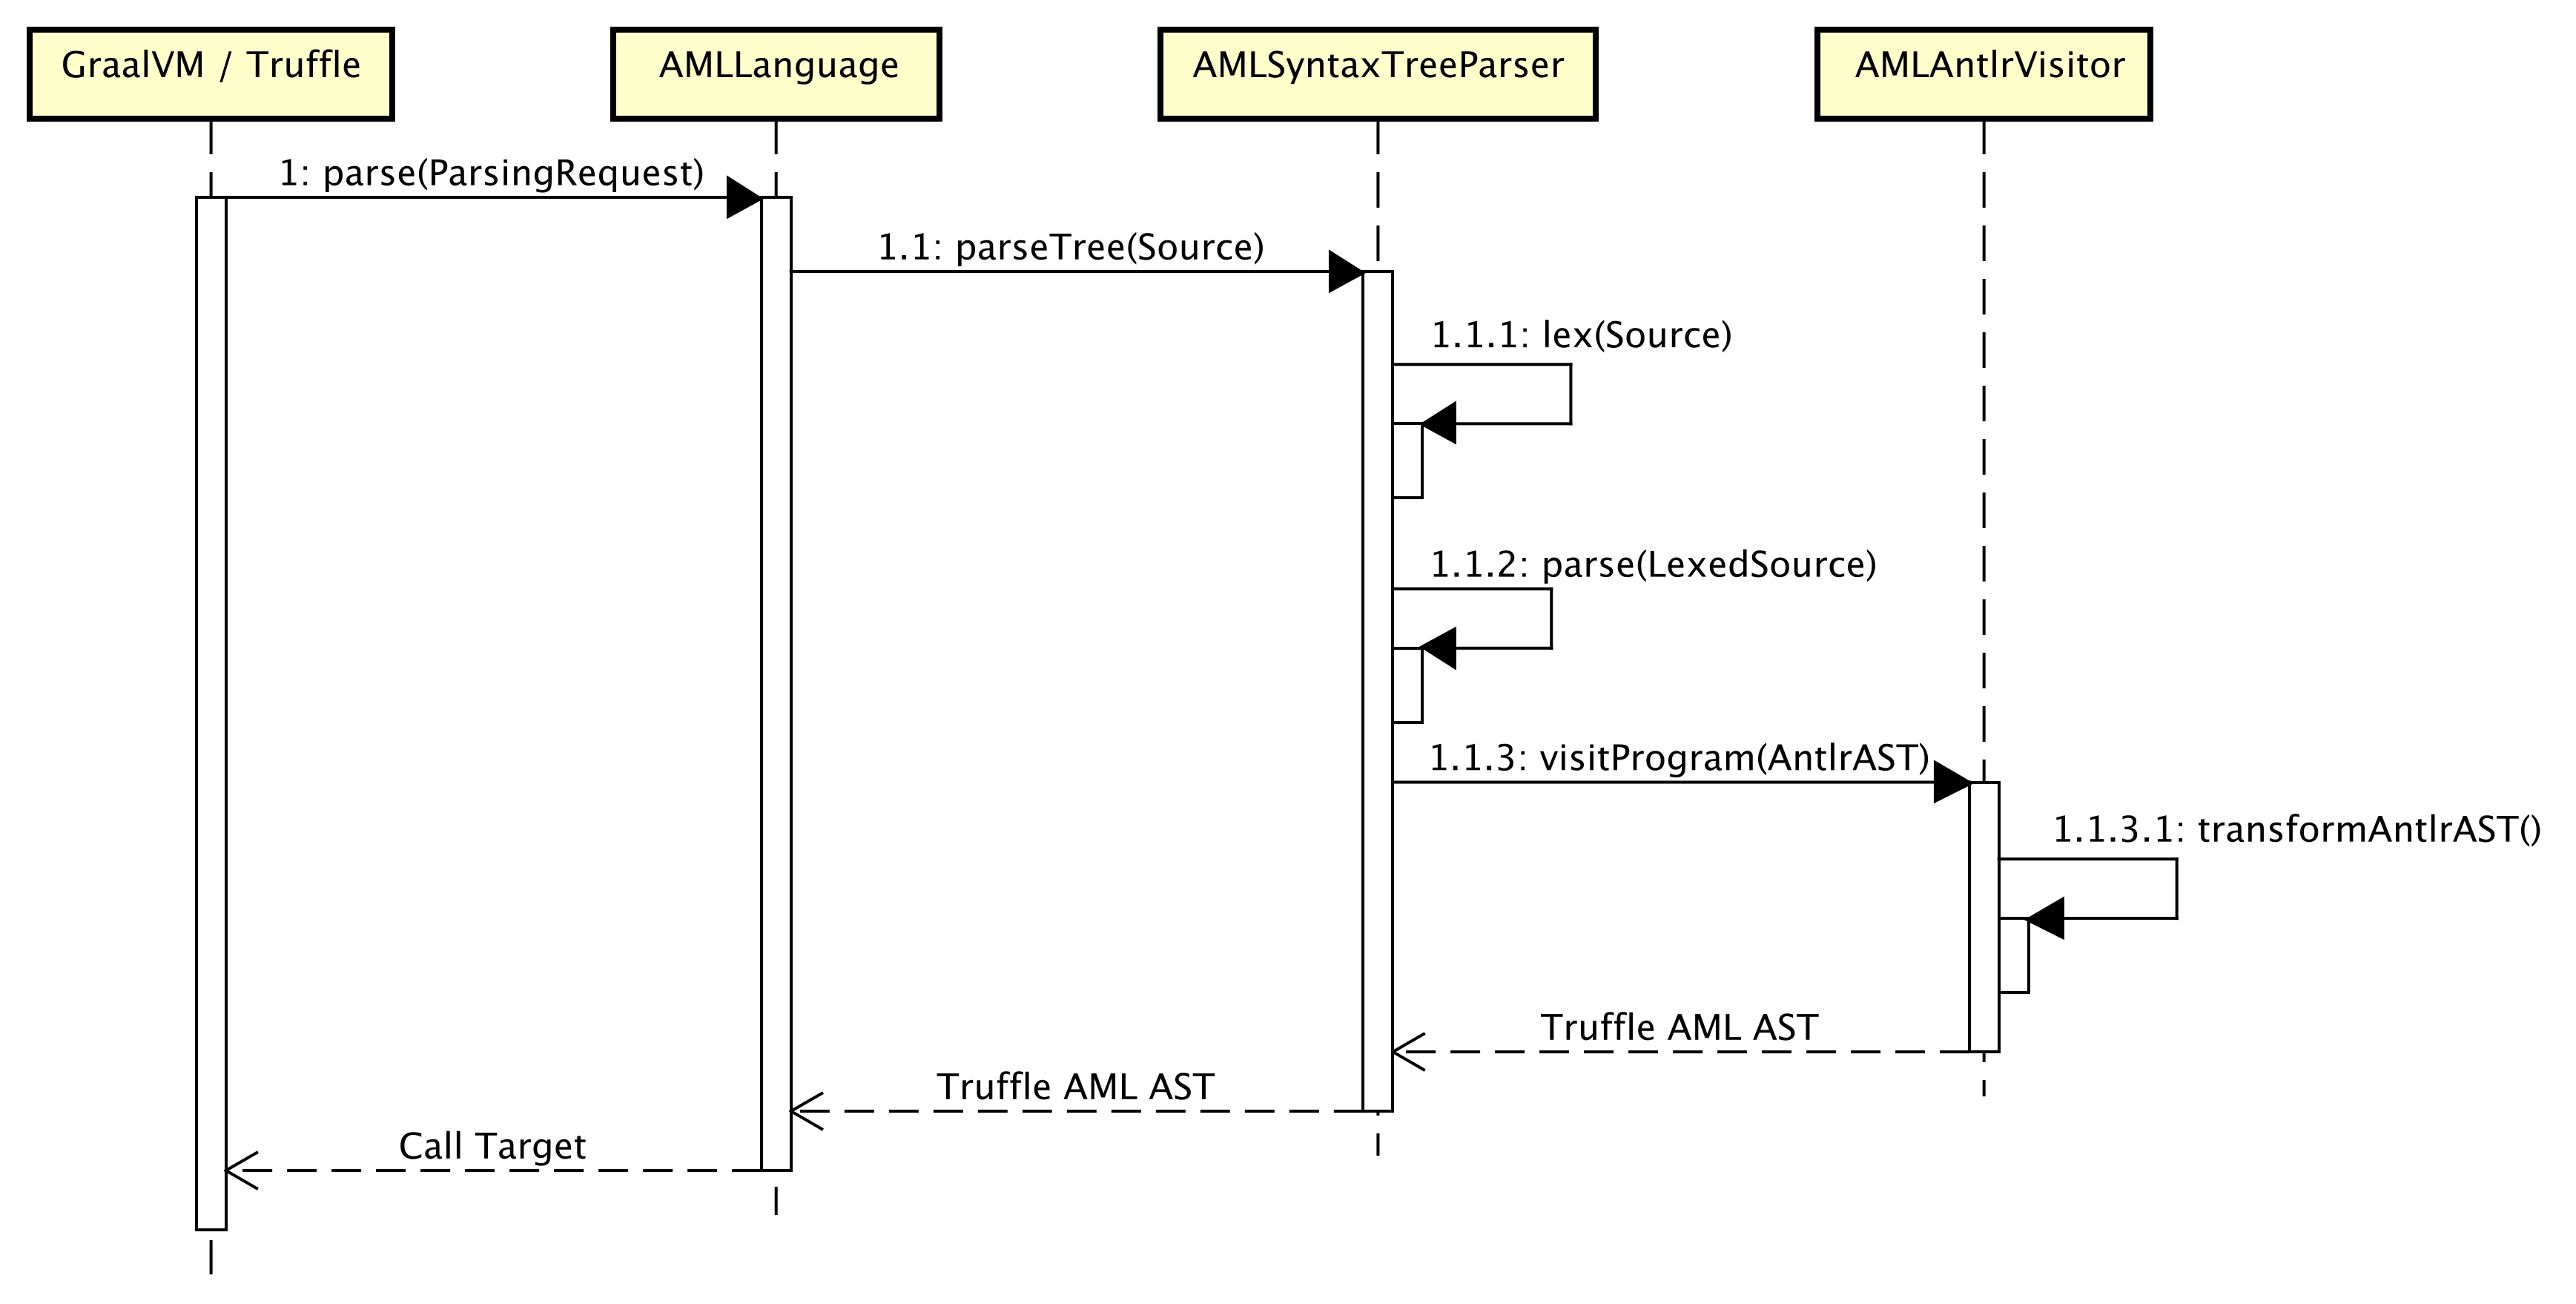 GraalVM / Truffle
AMLLanguage
AMLSyntaxTreeParser
AMLAntlrVisitor
1: parse(ParsingRequest)
1.1: parseTree(Source)
1.1.1: lex(Source)
1.1.2: parse(LexedSource)
1.1.3: visitProgram(AntlrAST)
1.1.3.1: transformAntlrAST()
Truffle AML AST
Truffle AML AST
Call Target